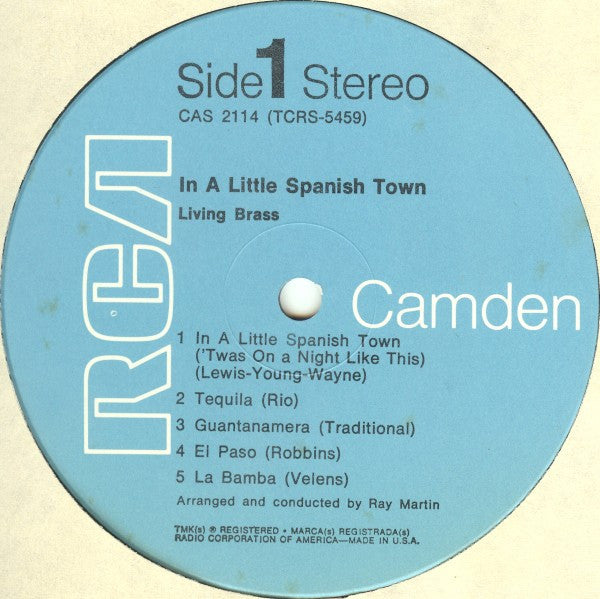 Side 1 Stereo
CAS 2114 (TCRS-5459)
In A Little Spanish Town
Living Brass
RCA
Camden
1 In A Little Spanish Town
('Twas On a Night Like This)
(Lewis-Young-Wayne)
2 Tequila (Rio)
3 Guantanamera (Traditional)
4 El Paso (Robbins)
5 La Bamba (Velens)
Arranged and conducted by Ray Martin
TMK(s) ® REGISTERED • MARCA(s) REGISTRADA(s)
RADIO CORPORATION OF AMERICA—MADE IN U.S.A.